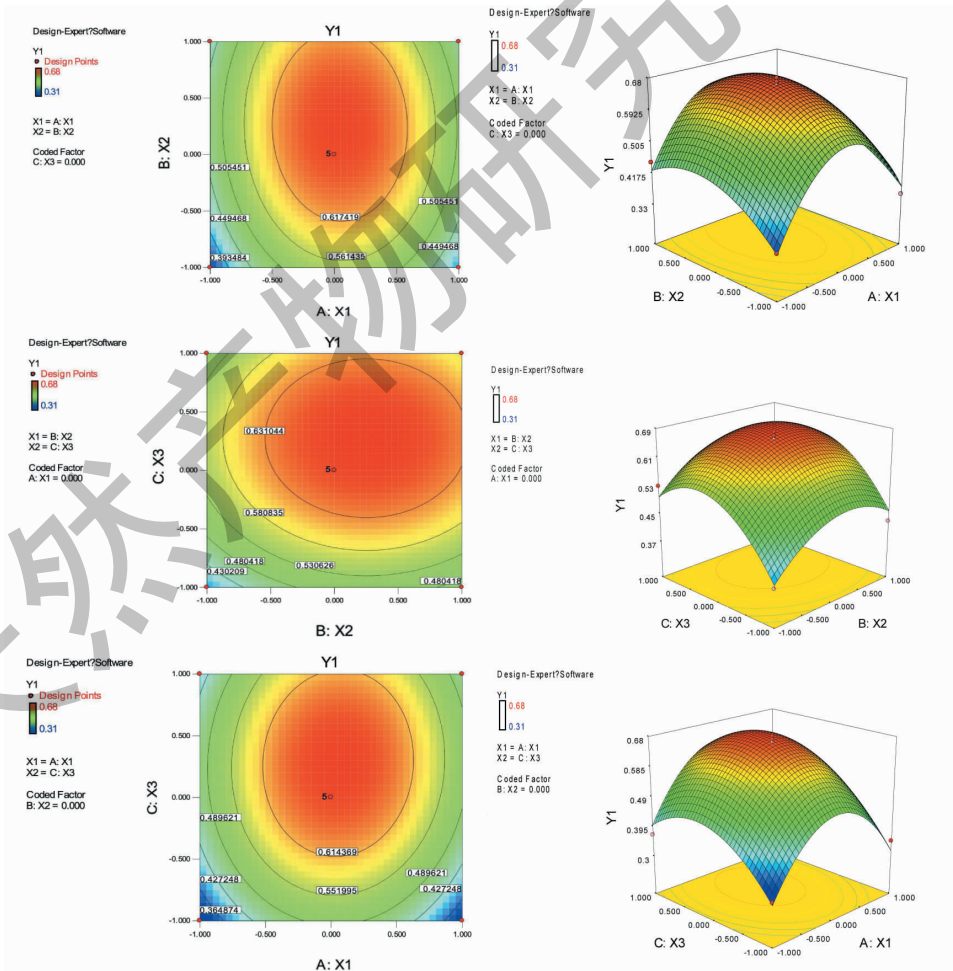 Design-Expert?Software
Y1
Design Points
0.68
0.31
X1 = A: X1
X2 = B: X2
Coded Factor
C: X3 = 0.000
Y1
1.000
0.500
0.000
-0.500
-1.000
B: X2
0.505451
0.449468
0.393484
5
0.617419
0.561435
0.505451
0.449468
-1.000
-0.500
0.000
0.500
1.000
A: X1
Design-Expert?Software
Y1
0.68
0.31
X1 = A: X1
X2 = B: X2
Coded Factor
C: X3 = 0.000
0.68
0.5925
0.505
0.4175
0.33
Y1
1.000
0.500
0.000
-0.500
-1.000
B: X2
1.000
0.500
0.000
-0.500
-1.000
A: X1
Design-Expert?Software
Y1
Design Points
0.68
0.31
X1 = B: X2
X2 = C: X3
Coded Factor
A: X1 = 0.000
Y1
1.000
0.500
0.000
-0.500
-1.000
C: X3
0.631044
5
0.580835
0.480418
0.430209
0.530626
0.480418
-1.000
-0.500
0.000
0.500
1.000
B: X2
Design-Expert?Software
Y1
0.68
0.31
X1 = B: X2
X2 = C: X3
Coded Factor
A: X1 = 0.000
0.69
0.61
0.53
0.45
0.37
Y1
1.000
0.500
0.000
-0.500
-1.000
C: X3
1.000
0.500
0.000
-0.500
-1.000
B: X2
Design-Expert?Software
Y1
Design Points
0.68
0.31
X1 = A: X1
X2 = C: X3
Coded Factor
B: X2 = 0.000
Y1
1.000
0.500
0.000
-0.500
-1.000
C: X3
0.489621
0.427248
0.364874
5
0.614369
0.551995
0.489621
0.427248
-1.000
-0.500
0.000
0.500
1.000
A: X1
Design-Expert?Software
Y1
0.68
0.31
X1 = A: X1
X2 = C: X3
Coded Factor
B: X2 = 0.000
0.68
0.585
0.49
0.395
0.3
Y1
1.000
0.500
0.000
-0.500
-1.000
C: X3
1.000
0.500
0.000
-0.500
-1.000
A: X1
然产物研究